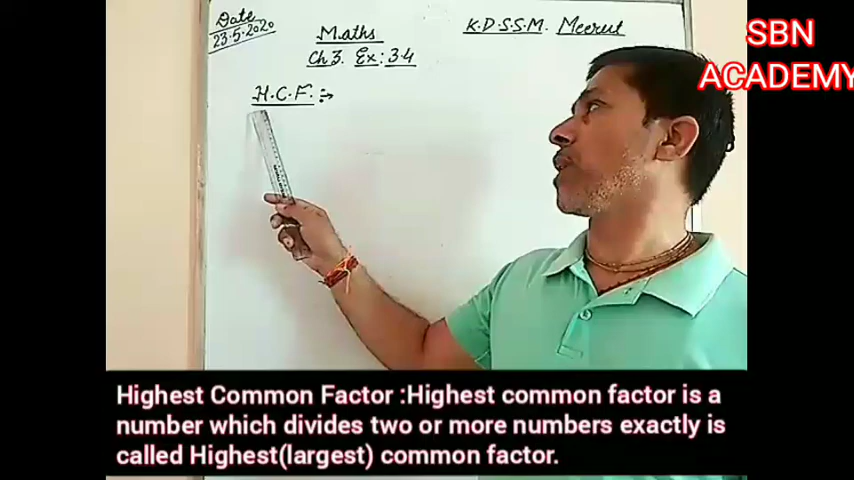 Date
23.5.2020
Maths
K.D.S.S.M. Meerut
Ch 3. Ex: 3.4
H.C.F. :→
SBN
ACADEMY
Highest Common Factor :Highest common factor is a
number which divides two or more numbers exactly is
called Highest(largest) common factor.